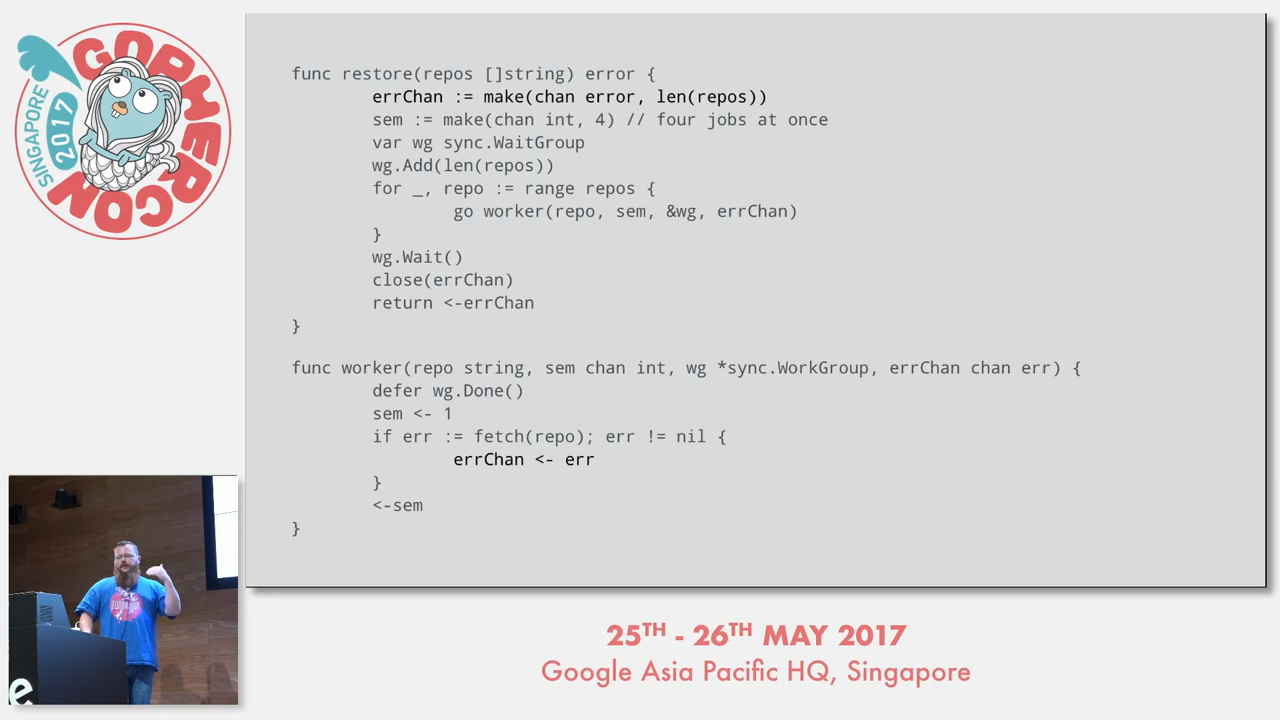 GOPHERCON
SINGAPORE 2017
func restore(repos []string) error {
errChan := make(chan error, len(repos))
sem := make(chan int, 4) // four jobs at once
var wg sync.WaitGroup
wg.Add(len(repos))
for _, repo := range repos {
go worker(repo, sem, &wg, errChan)
}
wg.Wait()
close(errChan)
return <-errChan
}
func worker(repo string, sem chan int, wg *sync.WorkGroup, errChan chan err) {
defer wg.Done()
sem <- 1
if err := fetch(repo); err != nil {
errChan <- err
}
<-sem
}
e
25TH - 26TH MAY 2017
Google Asia Pacific HQ, Singapore